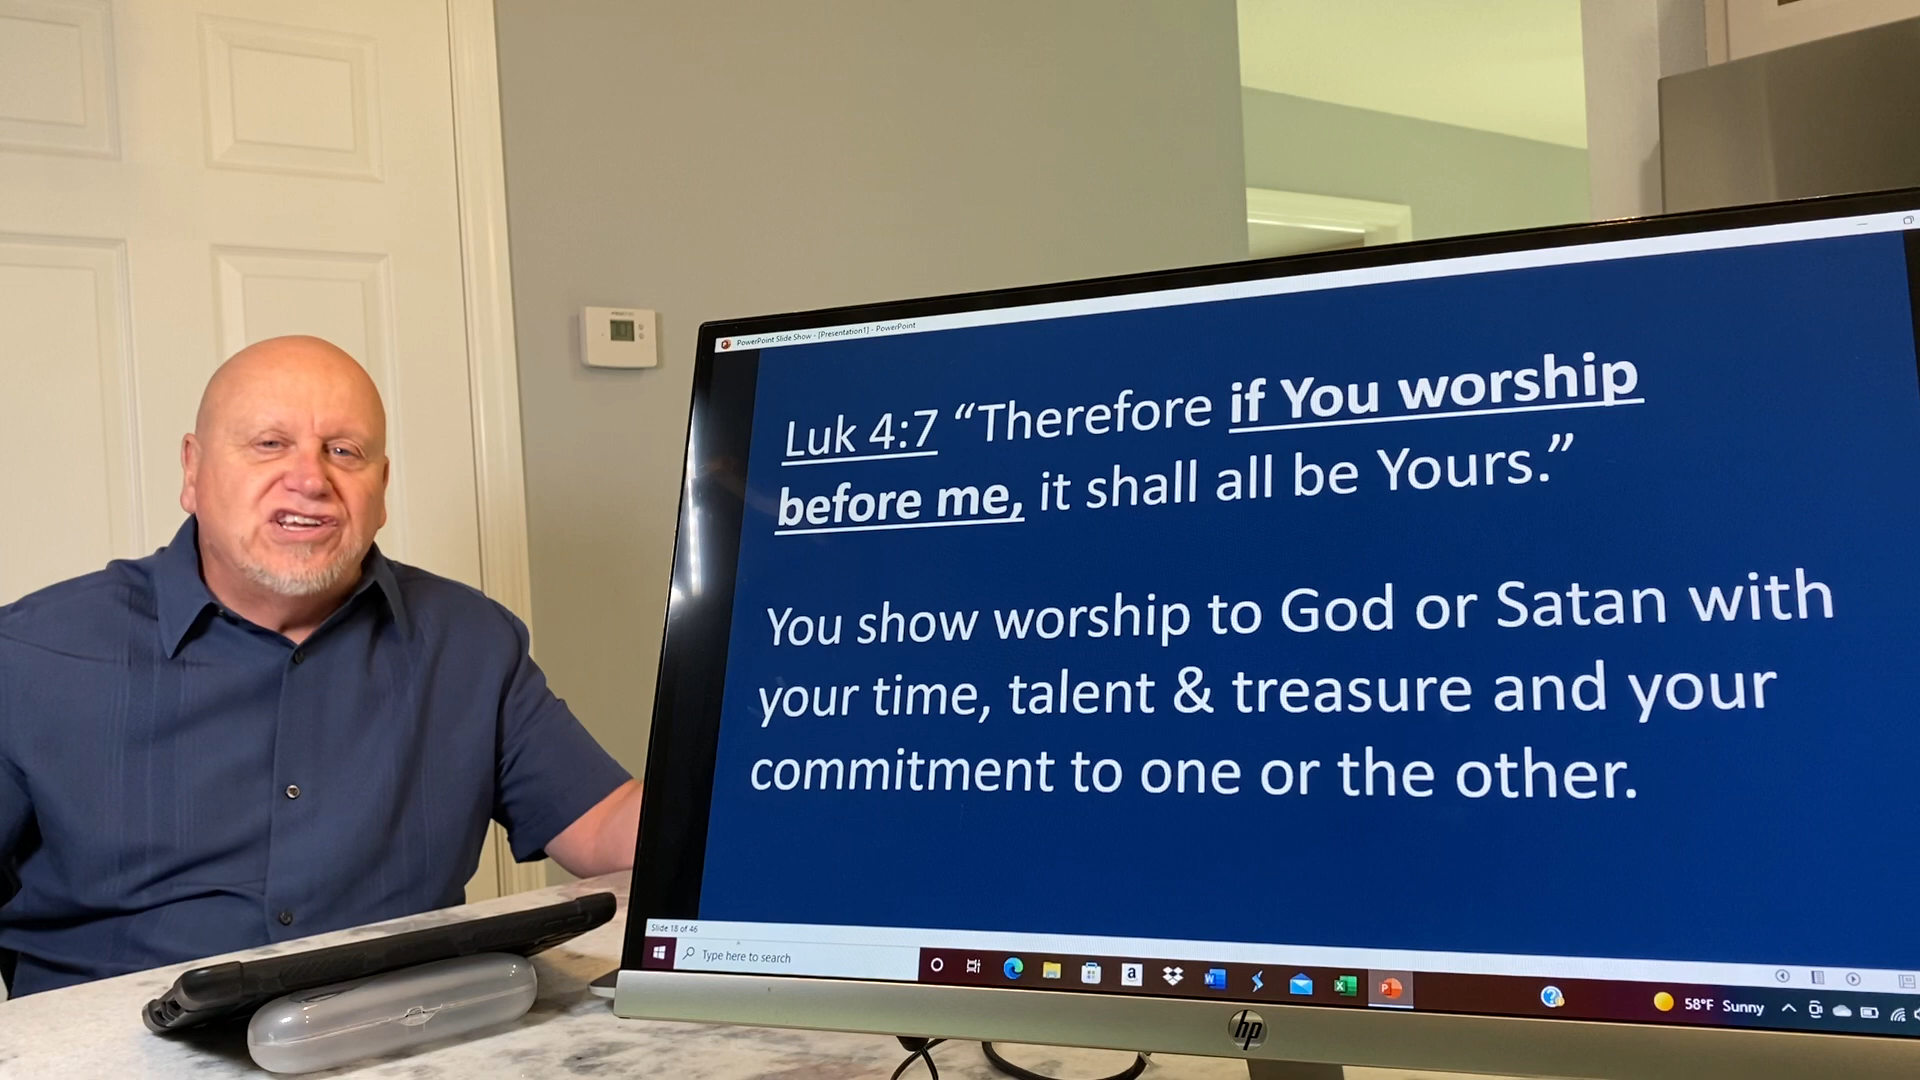 PowerPoint Slide Show - [Presentation1] - PowerPoint
Luk 4:7 “Therefore if You worship
before me, it shall all be Yours.”
You show worship to God or Satan with
your time, talent & treasure and your
commitment to one or the other.
Slide 18 of 46
Type here to search
58°F Sunny
hp